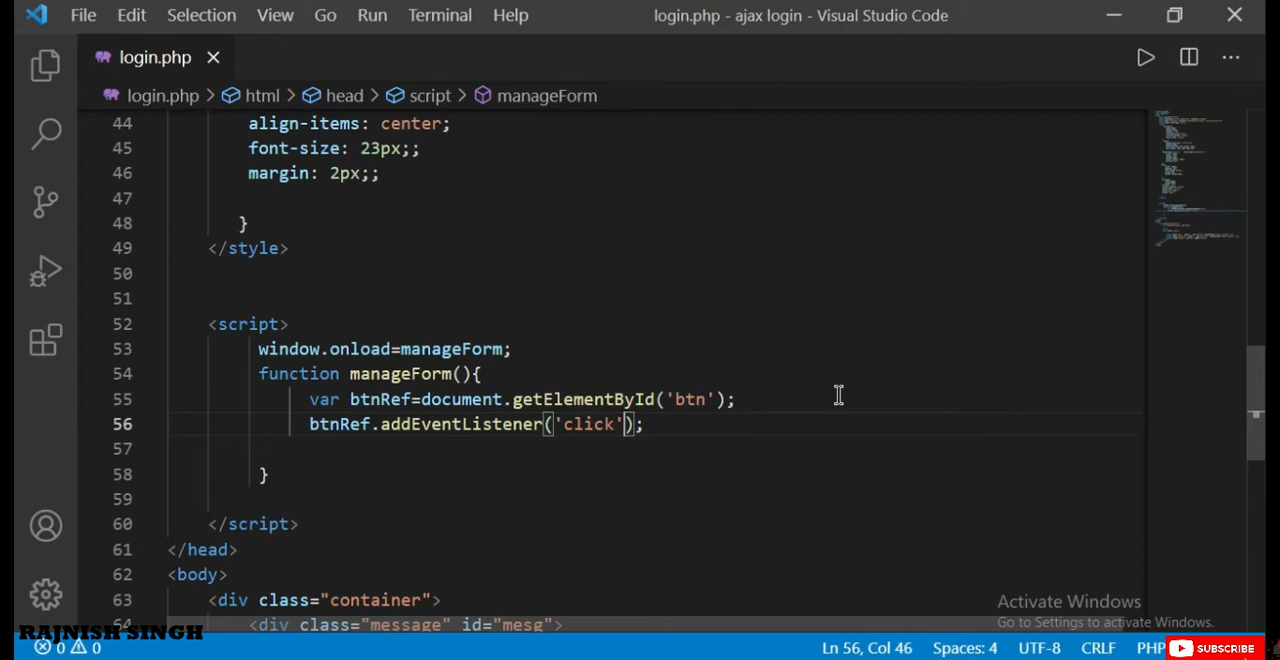 File Edit Selection View Go Run Terminal Help login.php - ajax login - Visual Studio Code
login.php
login.php > html > head > script > manageForm
44 align-items: center;
45 font-size: 23px;;
46 margin: 2px;;
47
48 }
49 </style>
50
51
52 <script>
53 window.onload=manageForm;
54 function manageForm(){
55 var btnRef=document.getElementById('btn');
56 btnRef.addEventListener('click');
57
58 }
59
60 </script>
61 </head>
62 <body>
63 <div class="container">
64 <div class="message" id="mesg">
Activate Windows
Go to Settings to activate Windows.
RAJNISH SINGH
0 0 Ln 56, Col 46 Spaces: 4 UTF-8 CRLF PHP SUBSCRIBE